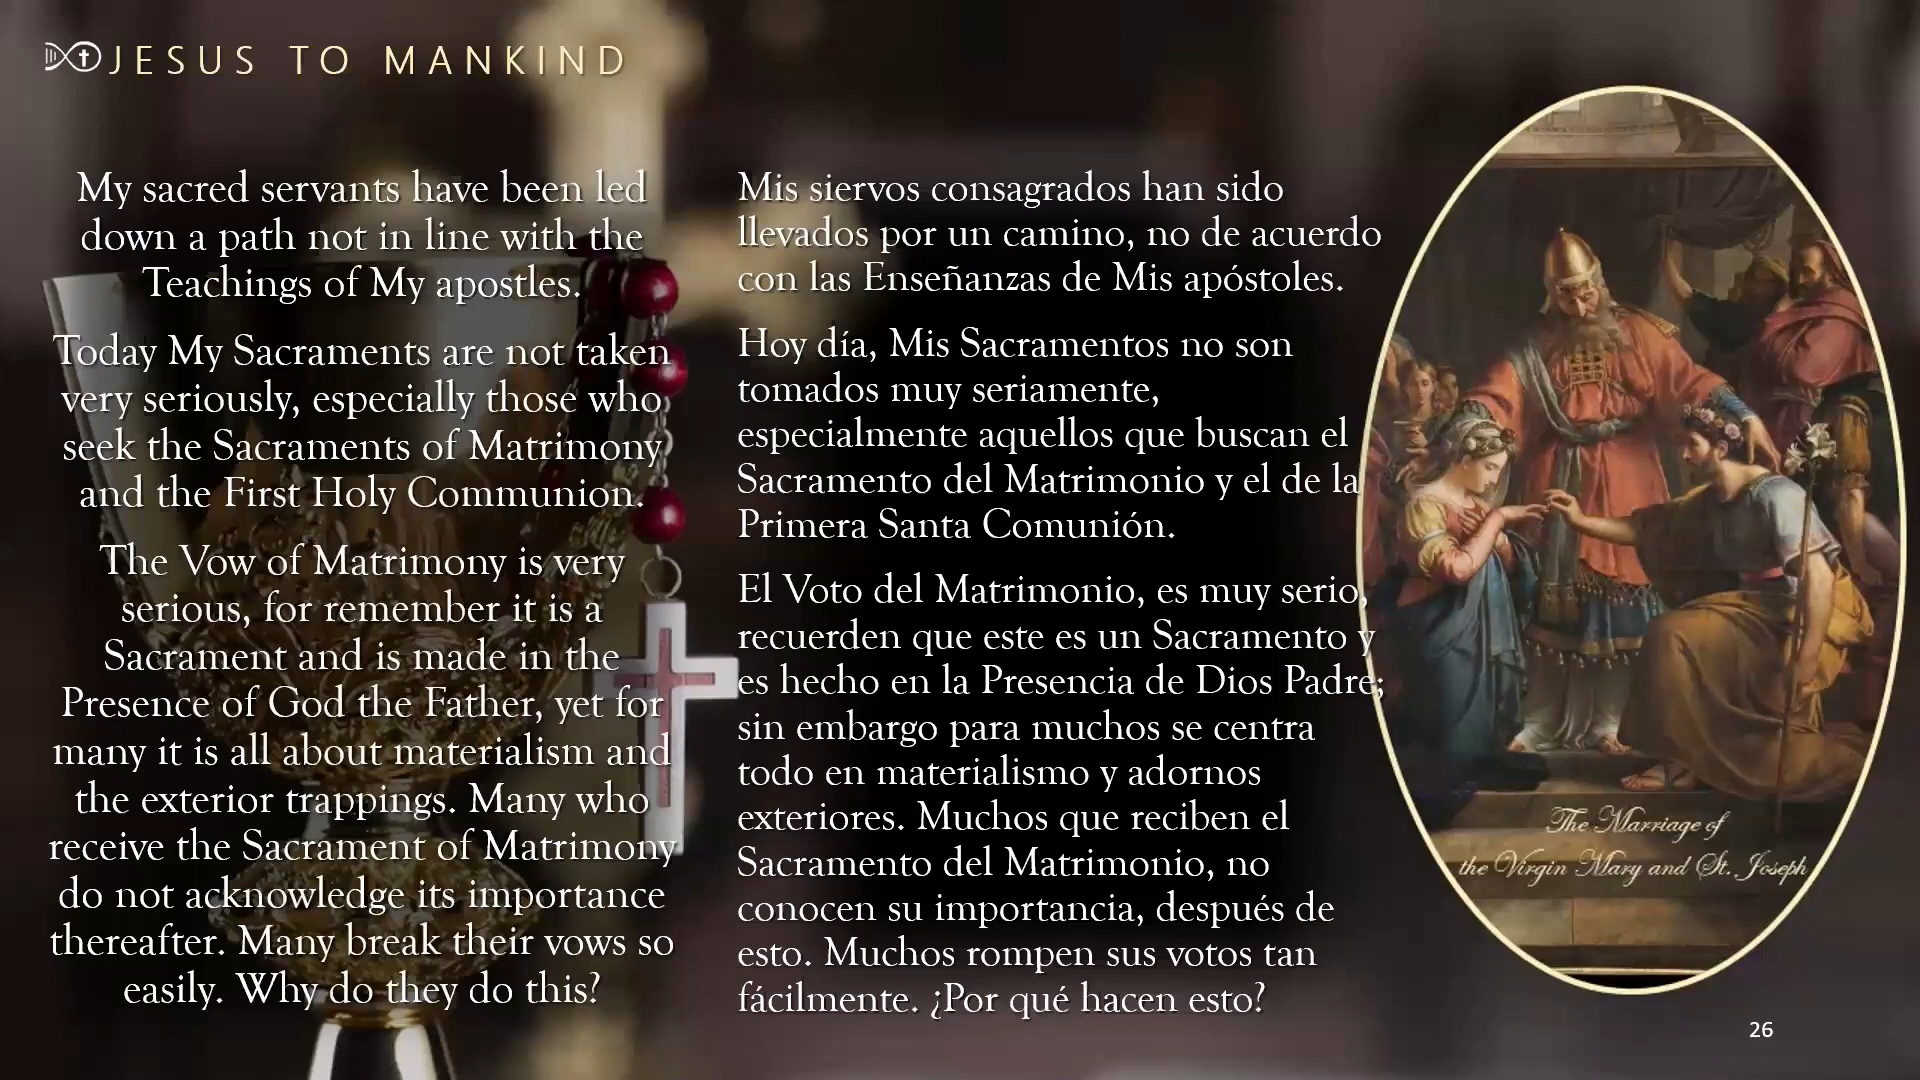 JESUS TO MANKIND
My sacred servants have been led
down a path not in line with the
Teachings of My apostles.
Today My Sacraments are not taken
very seriously, especially those who
seek the Sacraments of Matrimony
and the First Holy Communion.
The Vow of Matrimony is very
serious, for remember it is a
Sacrament and is made in the
Presence of God the Father, yet for
many it is all about materialism and
the exterior trappings. Many who
receive the Sacrament of Matrimony
do not acknowledge its importance
thereafter. Many break their vows so
easily. Why do they do this?
Mis siervos consagrados han sido
llevados por un camino, no de acuerdo
con las Enseñanzas de Mis apóstoles.
Hoy día, Mis Sacramentos no son
tomados muy seriamente,
especialmente aquellos que buscan el
Sacramento del Matrimonio y el de la
Primera Santa Comunión.
El Voto del Matrimonio, es muy serio,
recuerden que este es un Sacramento y
es hecho en la Presencia de Dios Padre;
sin embargo para muchos se centra
todo en materialismo y adornos
exteriores. Muchos que reciben el
Sacramento del Matrimonio, no
conocen su importancia, después de
esto. Muchos rompen sus votos tan
fácilmente. ¿Por qué hacen esto?
The Marriage of
the Virgin Mary and St. Joseph
26